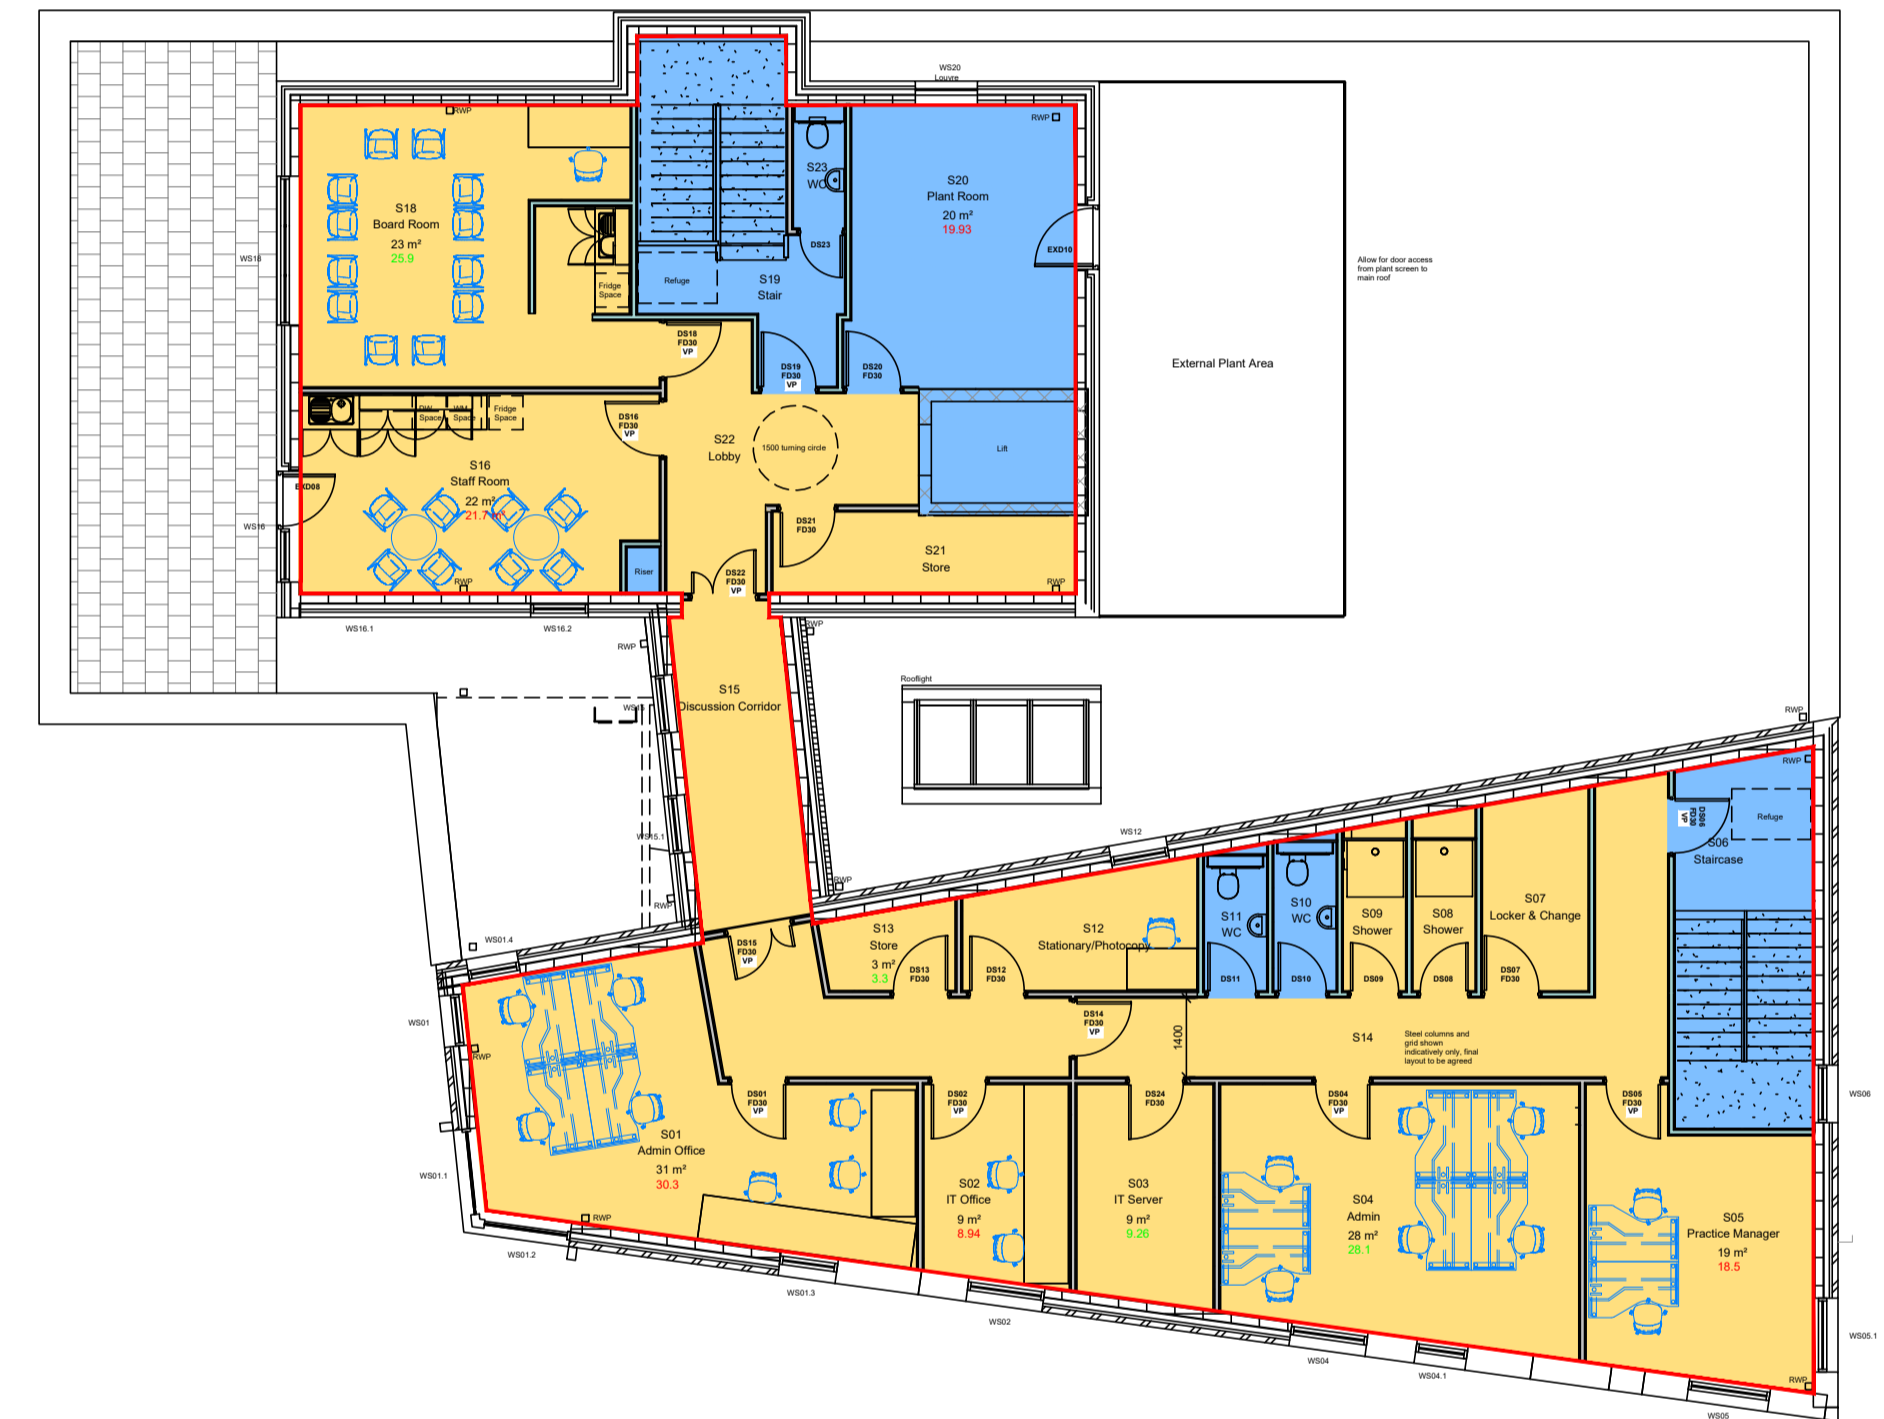 WS20
Louvre
RWP
RWP
S23
WC
S18
Board Room
23 m²
25.9
S20
Plant Room
20 m²
19.93
DS23
EXD10
WS18
Allow for door access
from plant screen to
main roof
Fridge
Space
Refuge
S19
Stair
DS18
FD30
VP
DS19
FD30
VP
DS20
FD30
External Plant Area
DW
Space
WM
Space
Fridge
Space
DS16
FD30
VP
S22
Lobby
1500 turning circle
Lift
S16
Staff Room
22 m²
21.7 m²
EXD08
WS16
DS21
FD30
S21
Store
Riser
DS22
FD30
VP
RWP
RWP
WS16.1
WS16.2
RWP
RWP
Rooflight
S15
Discussion Corridor
WS15
RWP
RWP
DS06
FD30
VP
Refuge
WS15.1
WS12
S06
Staircase
RWP
RWP
S07
Locker & Change
S11
WC
S10
WC
S09
Shower
S08
Shower
S13
Store
3 m²
3.3
S12
Stationary/Photocopy
WS01.4
DS15
FD30
VP
DS13
FD30
DS12
FD30
DS11
DS10
DS09
DS08
DS07
FD30
WS01
RWP
DS14
FD30
VP
1400
S14
Steel columns and
grid shown
indicatively only, final
layout to be agreed
DS01
FD30
VP
DS02
FD30
VP
DS24
FD30
DS04
FD30
VP
DS05
FD30
VP
WS06
S01
Admin Office
31 m²
30.3
WS01.1
S02
IT Office
9 m²
8.94
S03
IT Server
9 m²
9.26
S04
Admin
28 m²
28.1
S05
Practice Manager
19 m²
18.5
RWP
WS01.2
WS01.3
WS02
WS04
WS04.1
WS05.1
RWP
WS05